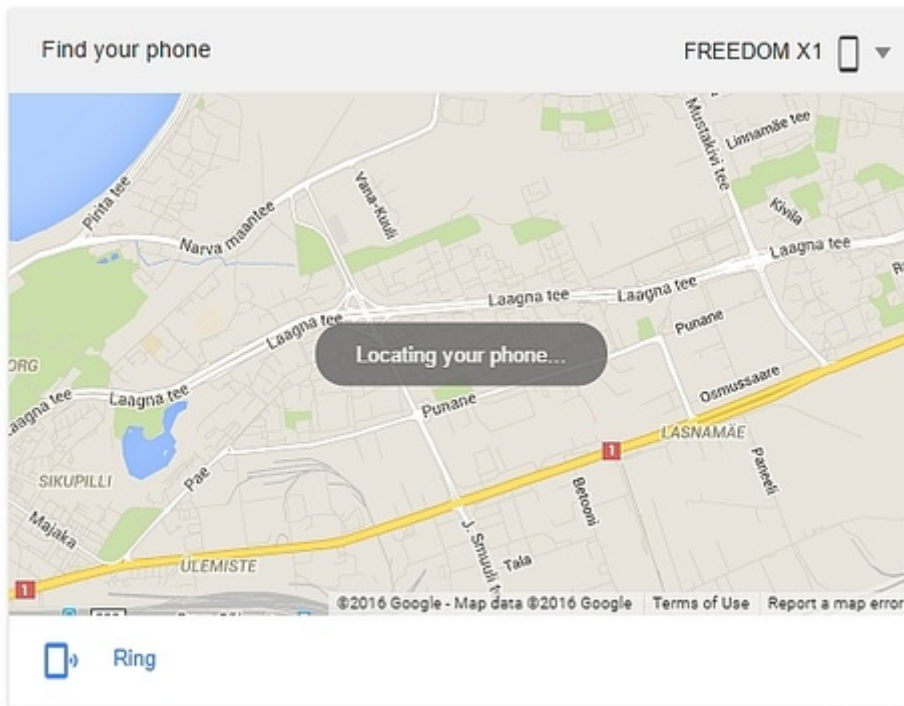 Find your phone
FREEDOM X1
Mustakivi tee
Linnamäe tee
Pirita tee
Vana-Kuuli
Kivila
Narva maantee
Laagna tee
Laagna tee
Laagna tee
Laagna tee
Punane
Locating your phone...
ORG
Laagna tee
Laagna tee
Osmussaare
Punane
LASNAMÄE
1
SIKUPILLI
Pae
Paneeli
Betooni
Majaka
J. Smuuli t
Tala
ÜLEMISTE
1
©2016 Google - Map data ©2016 Google
Terms of Use
Report a map error
Ring